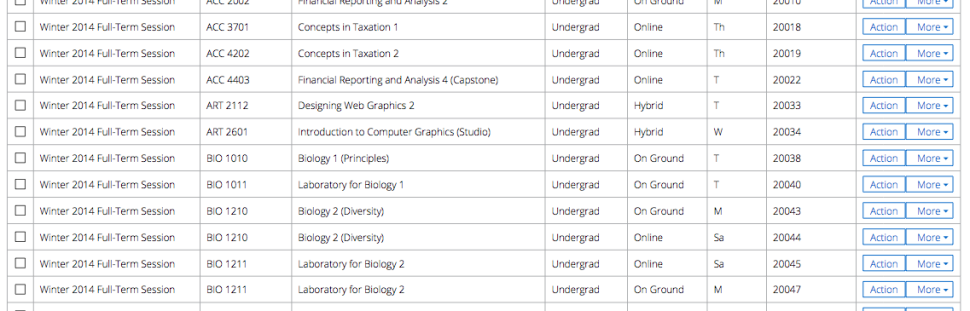 Winter 2014 Full-Term Session ACC 2002 Financial Reporting and Analysis 2 Undergrad On Ground M 20010 Action More
Winter 2014 Full-Term Session ACC 3701 Concepts in Taxation 1 Undergrad Online Th 20018 Action More
Winter 2014 Full-Term Session ACC 4202 Concepts in Taxation 2 Undergrad Online Th 20019 Action More
Winter 2014 Full-Term Session ACC 4403 Financial Reporting and Analysis 4 (Capstone) Undergrad Online T 20022 Action More
Winter 2014 Full-Term Session ART 2112 Designing Web Graphics 2 Undergrad Hybrid T 20033 Action More
Winter 2014 Full-Term Session ART 2601 Introduction to Computer Graphics (Studio) Undergrad Hybrid W 20034 Action More
Winter 2014 Full-Term Session BIO 1010 Biology 1 (Principles) Undergrad On Ground T 20038 Action More
Winter 2014 Full-Term Session BIO 1011 Laboratory for Biology 1 Undergrad On Ground T 20040 Action More
Winter 2014 Full-Term Session BIO 1210 Biology 2 (Diversity) Undergrad On Ground M 20043 Action More
Winter 2014 Full-Term Session BIO 1210 Biology 2 (Diversity) Undergrad Online Sa 20044 Action More
Winter 2014 Full-Term Session BIO 1211 Laboratory for Biology 2 Undergrad Online Sa 20045 Action More
Winter 2014 Full-Term Session BIO 1211 Laboratory for Biology 2 Undergrad On Ground M 20047 Action More